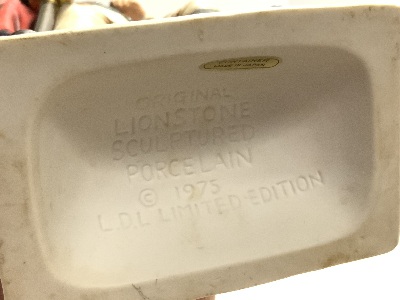 ORIGINAL
LIONSTONE
SCULPTURED
PORCELAIN
© 1975
L.D.L LIMITED EDITION